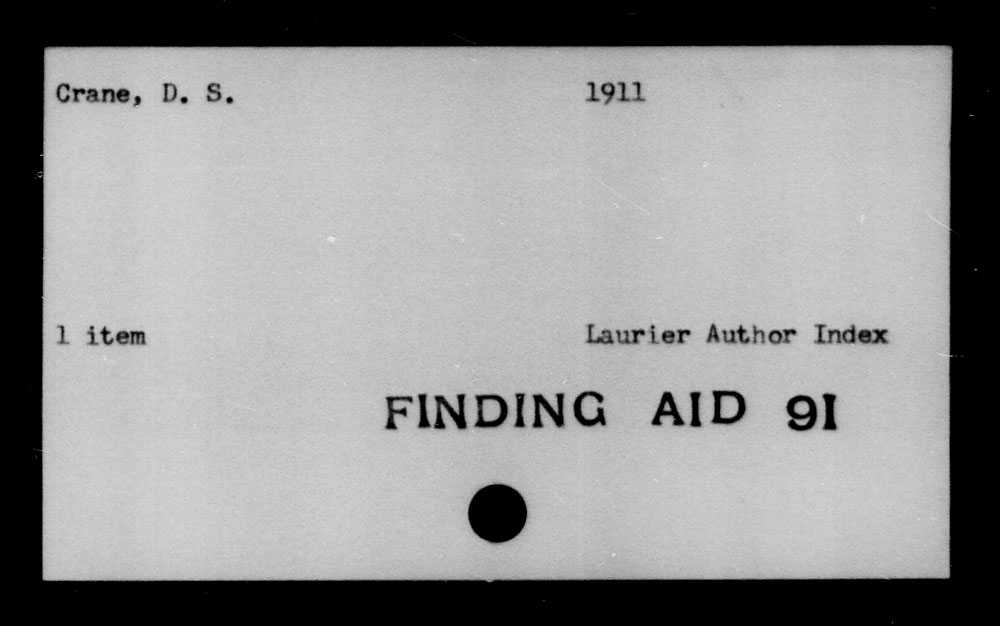 Crane, D. S. 1911
1 item Laurier Author Index
FINDING AID 91